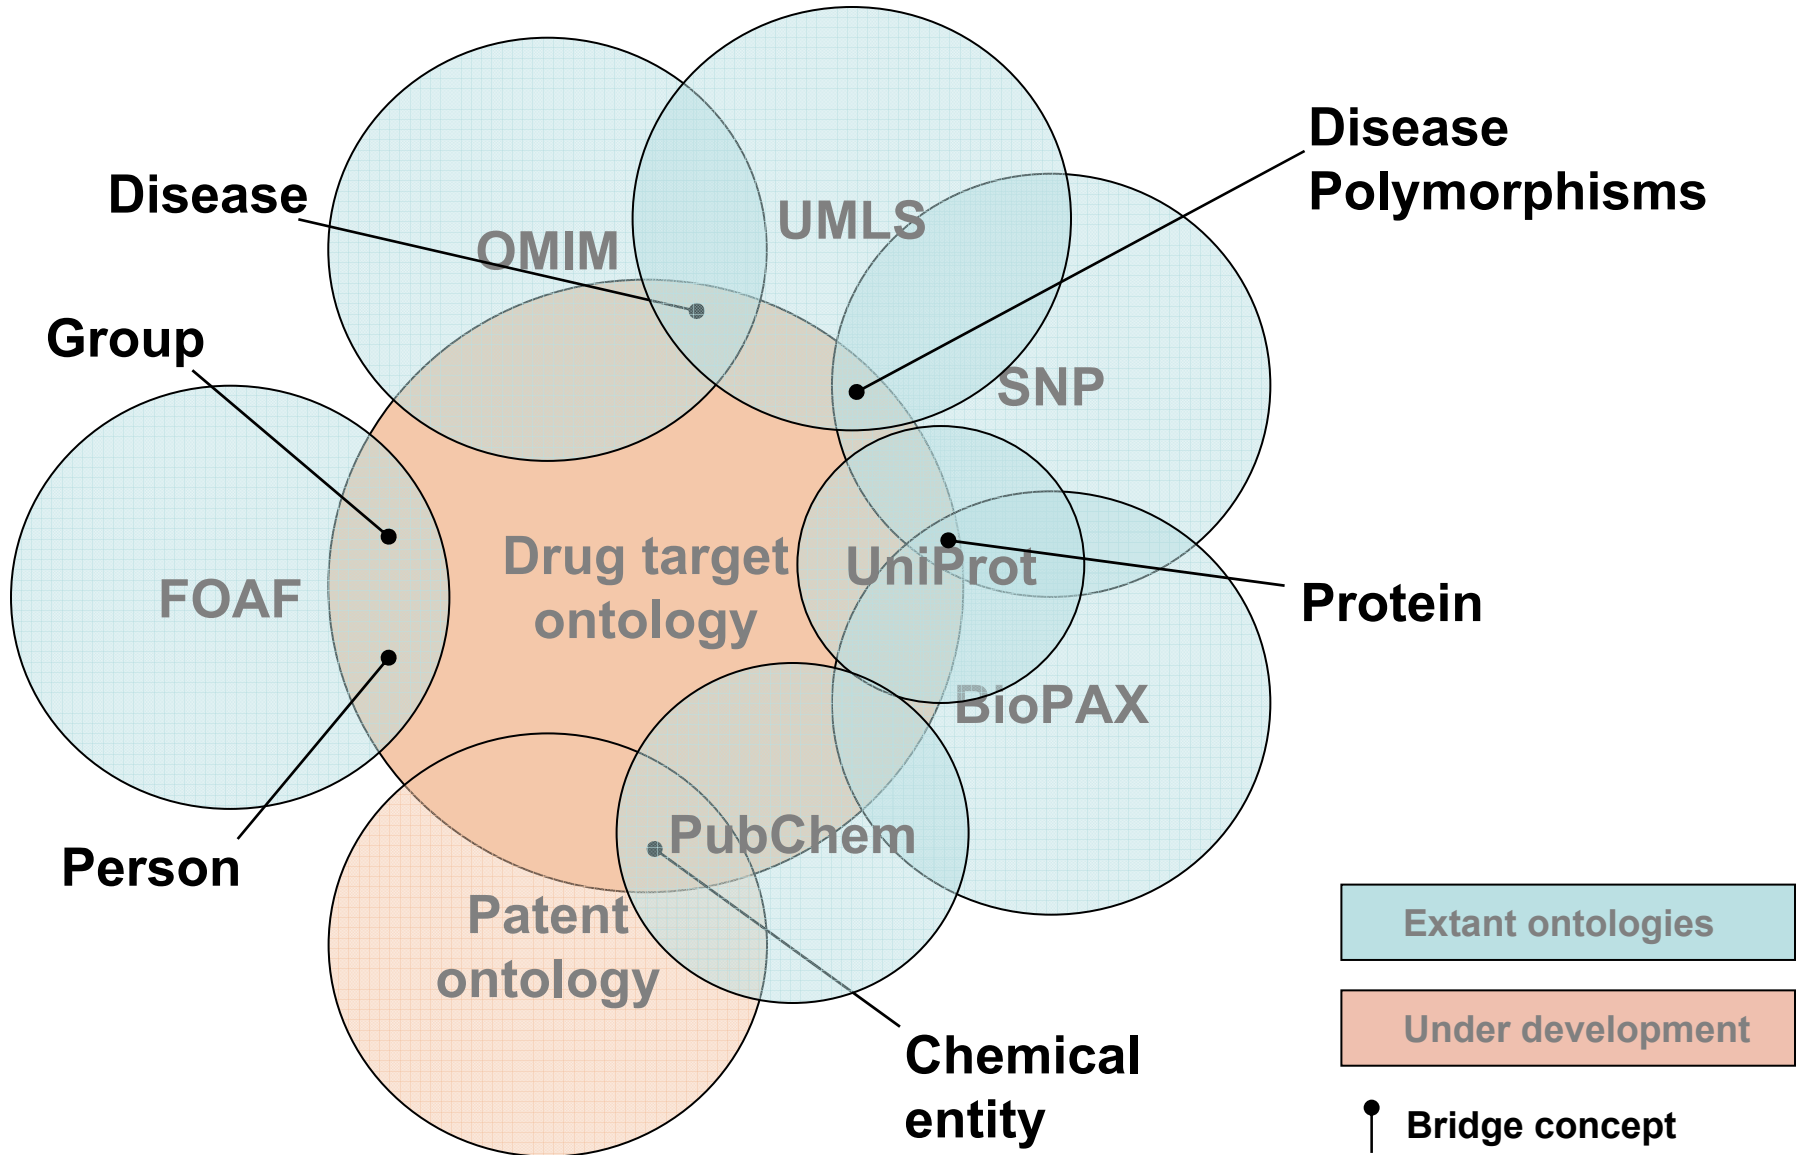 Disease
Polymorphisms
Disease
UMLS
OMIM
Group
SNP
Drug target
ontology
UniProt
FOAF
Protein
BioPAX
PubChem
Person
Patent
ontology
Extant ontologies
Under development
Chemical
entity
Bridge concept